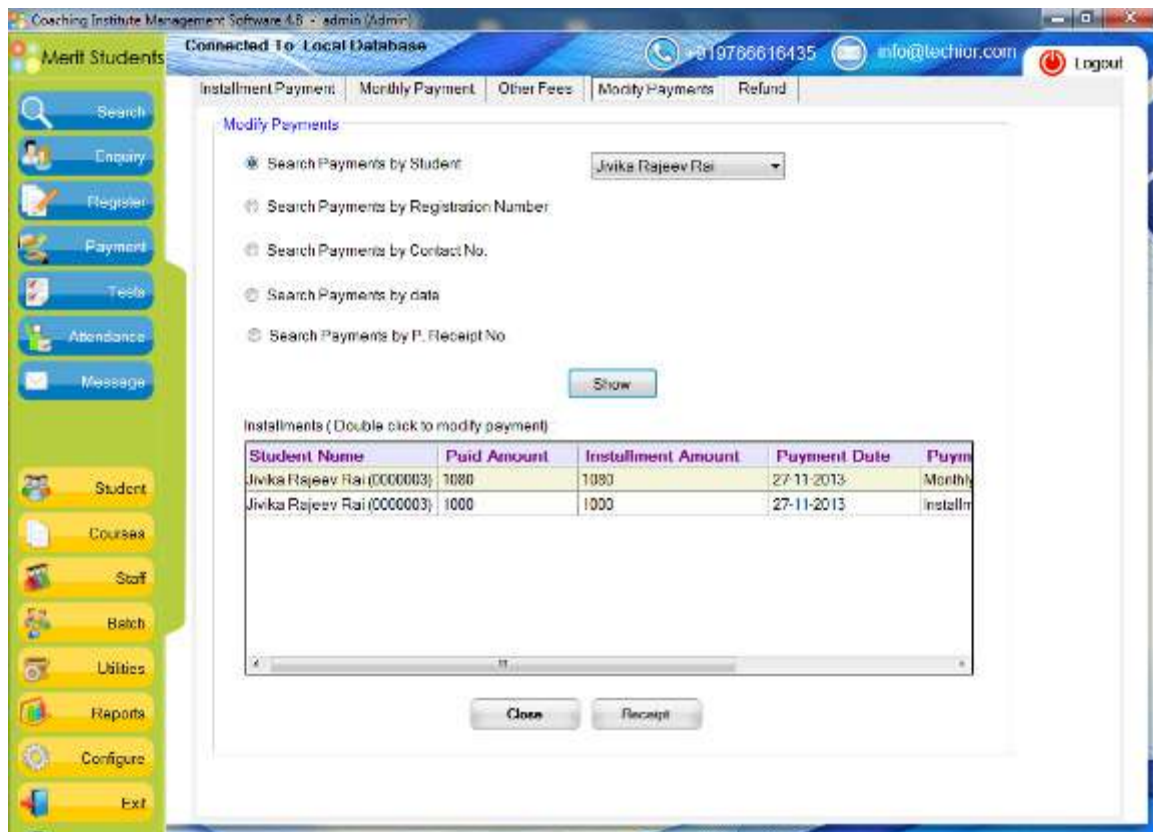 Coaching Institute Management Software 4.8 - admin (Admin)
Merit Students
Connected To Local Database
+919766616435
info@techior.com
Logout
Installment Payment
Monthly Payment
Other Fees
Modify Payments
Refund
Search
Enquiry
Register
Payment
Tests
Attendance
Message
Student
Courses
Staff
Batch
Utilities
Reports
Configure
Exit
Modify Payments
Search Payments by Student
Jivika Rajeev Rai
Search Payments by Registration Number
Search Payments by Contact No.
Search Payments by data
Search Payments by P. Receipt No
Show
Installments ( Double click to modify payment)
Student Name Paid Amount Installment Amount Payment Date Paym
Jivika Rajeev Rai (0000003) 1080 1080 27-11-2013 Monthly
Jivika Rajeev Rai (0000003) 1000 1000 27-11-2013 Installm
Close
Receipt